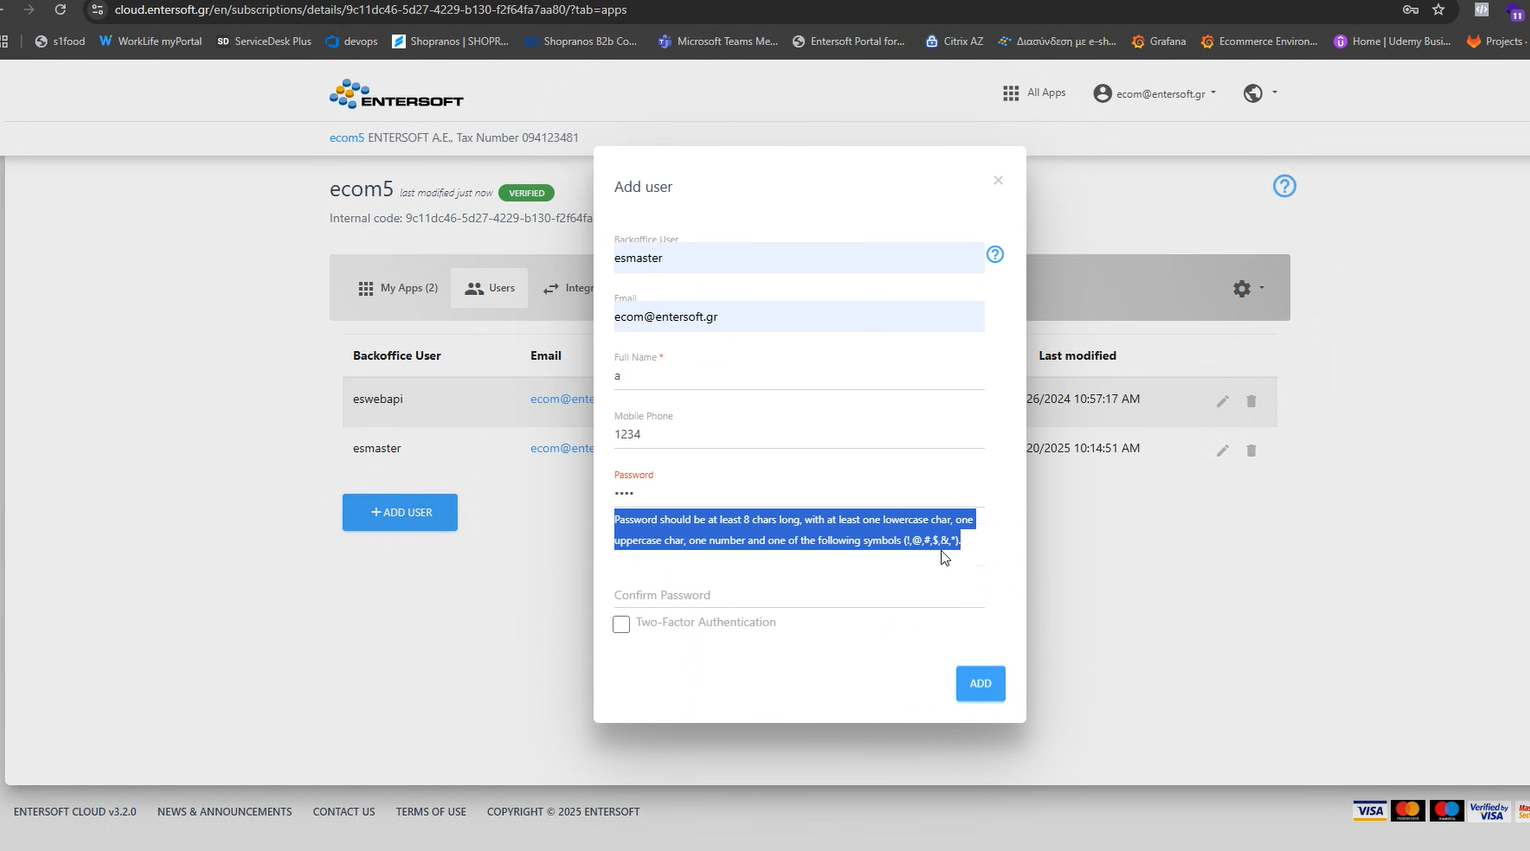 cloud.entersoft.gr/en/subscriptions/details/9c11dc46-5d27-4229-b130-f2f64fa7aa80/?tab=apps
11
s1food
W WorkLife myPortal
SD ServiceDesk Plus
devops
Shopranos | SHOPR...
Shopranos B2b Co...
Microsoft Teams Me...
Entersoft Portal for...
Citrix AZ
Διασύνδεση με e-sh...
Grafana
Ecommerce Environ...
Home | Udemy Busi...
Projects ·
ENTERSOFT
All Apps
ecom@entersoft.gr
ecom5 ENTERSOFT A.E., Tax Number 094123481
ecom5 last modified just now VERIFIED
Internal code: 9c11dc46-5d27-4229-b130-f2f64fa
My Apps (2)
Users
Integr
Backoffice User Email Last modified
eswebapi ecom@ente 26/2024 10:57:17 AM
esmaster ecom@ente 20/2025 10:14:51 AM
+ ADD USER
Add user
×
Backoffice User
esmaster
?
Email
ecom@entersoft.gr
Full Name *
a
Mobile Phone
1234
Password
••••
Password should be at least 8 chars long, with at least one lowercase char, one
uppercase char, one number and one of the following symbols (!,@,#,$,&,*).
Confirm Password
Two-Factor Authentication
ADD
?
ENTERSOFT CLOUD v3.2.0 NEWS & ANNOUNCEMENTS CONTACT US TERMS OF USE COPYRIGHT © 2025 ENTERSOFT
VISA
mastercard
maestro
Verified by
VISA